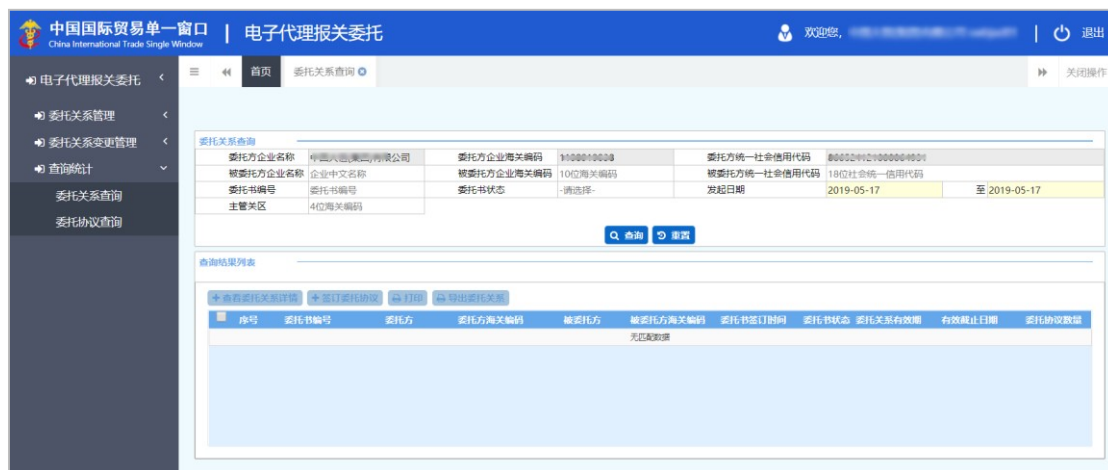 中国国际贸易单一窗口 | 电子代理报关委托 欢迎您, | 退出
China International Trade Single Window
电子代理报关委托 首页 委托关系查询 关闭操作
委托关系管理
委托关系变更管理
查询统计
委托关系查询
委托协议查询
委托关系查询
委托方企业名称 公司 委托方企业海关编码 委托方统一社会信用代码
被委托方企业名称 企业中文名称 被委托方企业海关编码 10位海关编码 被委托方统一社会信用代码 18位社会统一信用代码
委托书编号 委托书编号 委托书状态 -请选择- 发起日期 2019-05-17 至 2019-05-17
主管关区 4位海关编码
查询 重置
查询结果列表
查看委托关系详情 签订委托协议 打印 导出委托关系
序号 委托书编号 委托方 委托方海关编码 被委托方 被委托方海关编码 委托书签订时间 委托书状态 委托关系有效期 有效截止日期 委托协议数量
无匹配数据